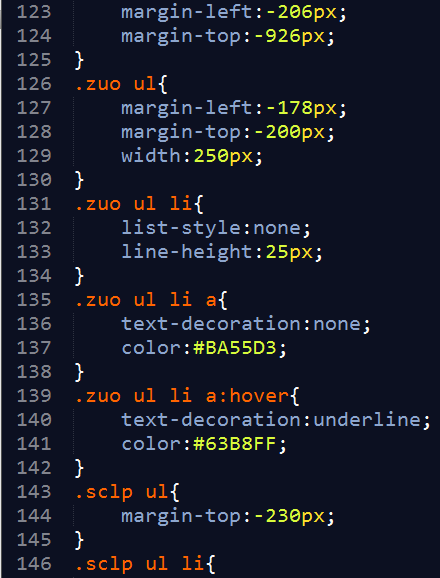 123 margin-left:-206px;
124 margin-top:-926px;
125 }
126 .zuo ul{
127 margin-left:-178px;
128 margin-top:-200px;
129 width:250px;
130 }
131 .zuo ul li{
132 list-style:none;
133 line-height:25px;
134 }
135 .zuo ul li a{
136 text-decoration:none;
137 color:#BA55D3;
138 }
139 .zuo ul li a:hover{
140 text-decoration:underline;
141 color:#63B8FF;
142 }
143 .sclp ul{
144 margin-top:-230px;
145 }
146 .sclp ul li{